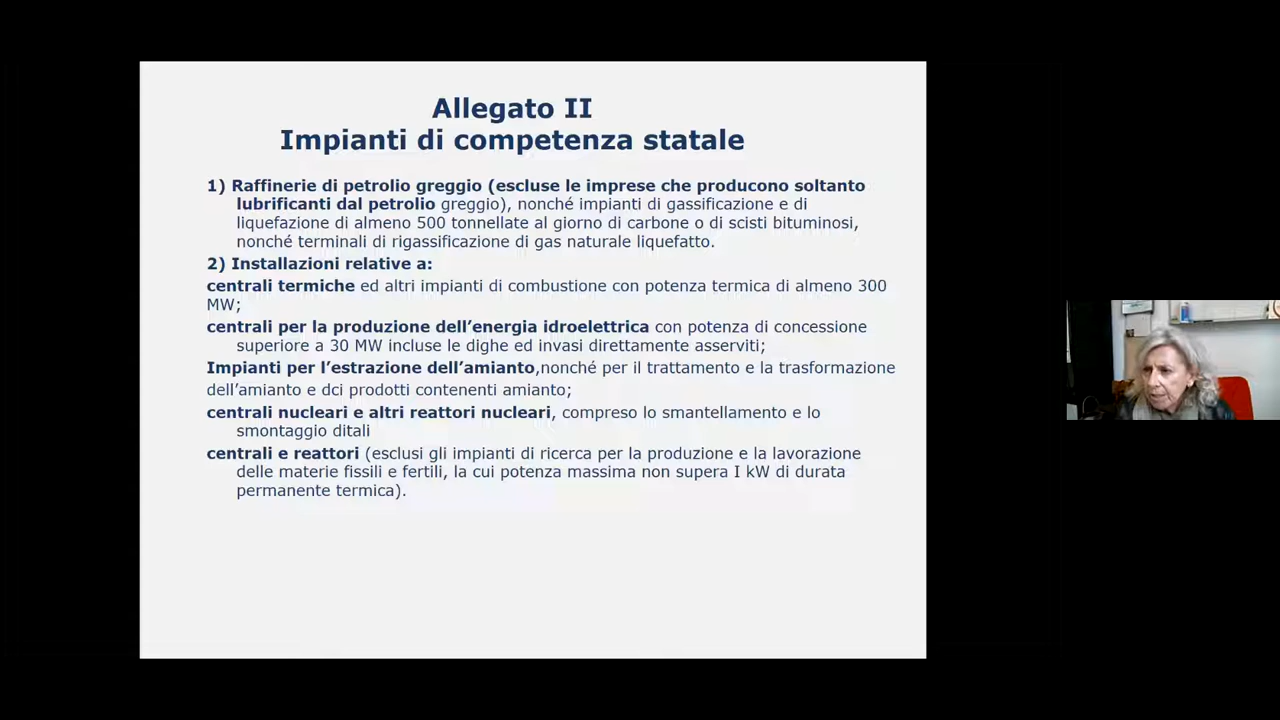 Allegato II
Impianti di competenza statale
1) Raffinerie di petrolio greggio (escluse le imprese che producono soltanto
lubrificanti dal petrolio greggio), nonché impianti di gassificazione e di
liquefazione di almeno 500 tonnellate al giorno di carbone o di scisti bituminosi,
nonché terminali di rigassificazione di gas naturale liquefatto.
2) Installazioni relative a:
centrali termiche ed altri impianti di combustione con potenza termica di almeno 300
MW;
centrali per la produzione dell’energia idroelettrica con potenza di concessione
superiore a 30 MW incluse le dighe ed invasi direttamente asserviti;
Impianti per l’estrazione dell’amianto,nonché per il trattamento e la trasformazione
dell’amianto e dci prodotti contenenti amianto;
centrali nucleari e altri reattori nucleari, compreso lo smantellamento e lo
smontaggio ditali
centrali e reattori (esclusi gli impianti di ricerca per la produzione e la lavorazione
delle materie fissili e fertili, la cui potenza massima non supera I kW di durata
permanente termica).